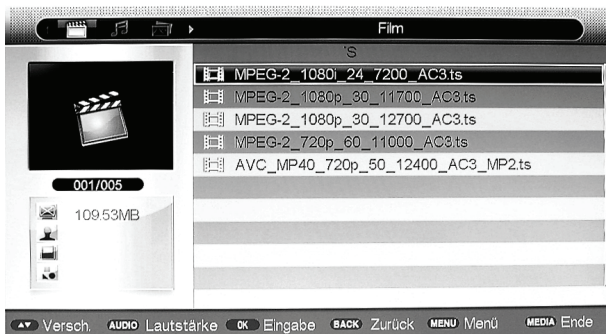 Film
'S
MPEG-2_1080i_24_7200_AC3.ts
MPEG-2_1080p_30_11700_AC3.ts
MPEG-2_1080p_30_12700_AC3.ts
MPEG-2_720p_60_11000_AC3.ts
AVC_MP40_720p_50_12400_AC3_MP2.ts
001/005
109.53MB
Versch. AUDIO Lautstärke OK Eingabe BACK Zurück MENU Menü MEDIA Ende